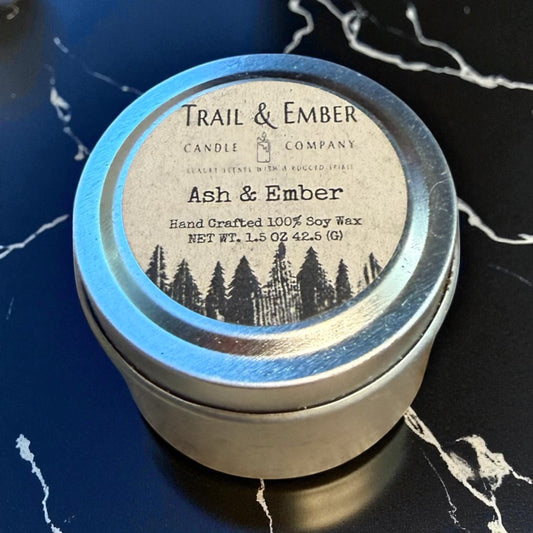 TRAIL & EMBER
CANDLE COMPANY
LUXURY SCENTS WITH A RUGGED SPIRIT
Ash & Ember
Hand Crafted 100% Soy Wax
NET WT. 1.5 OZ 42.5 (G)